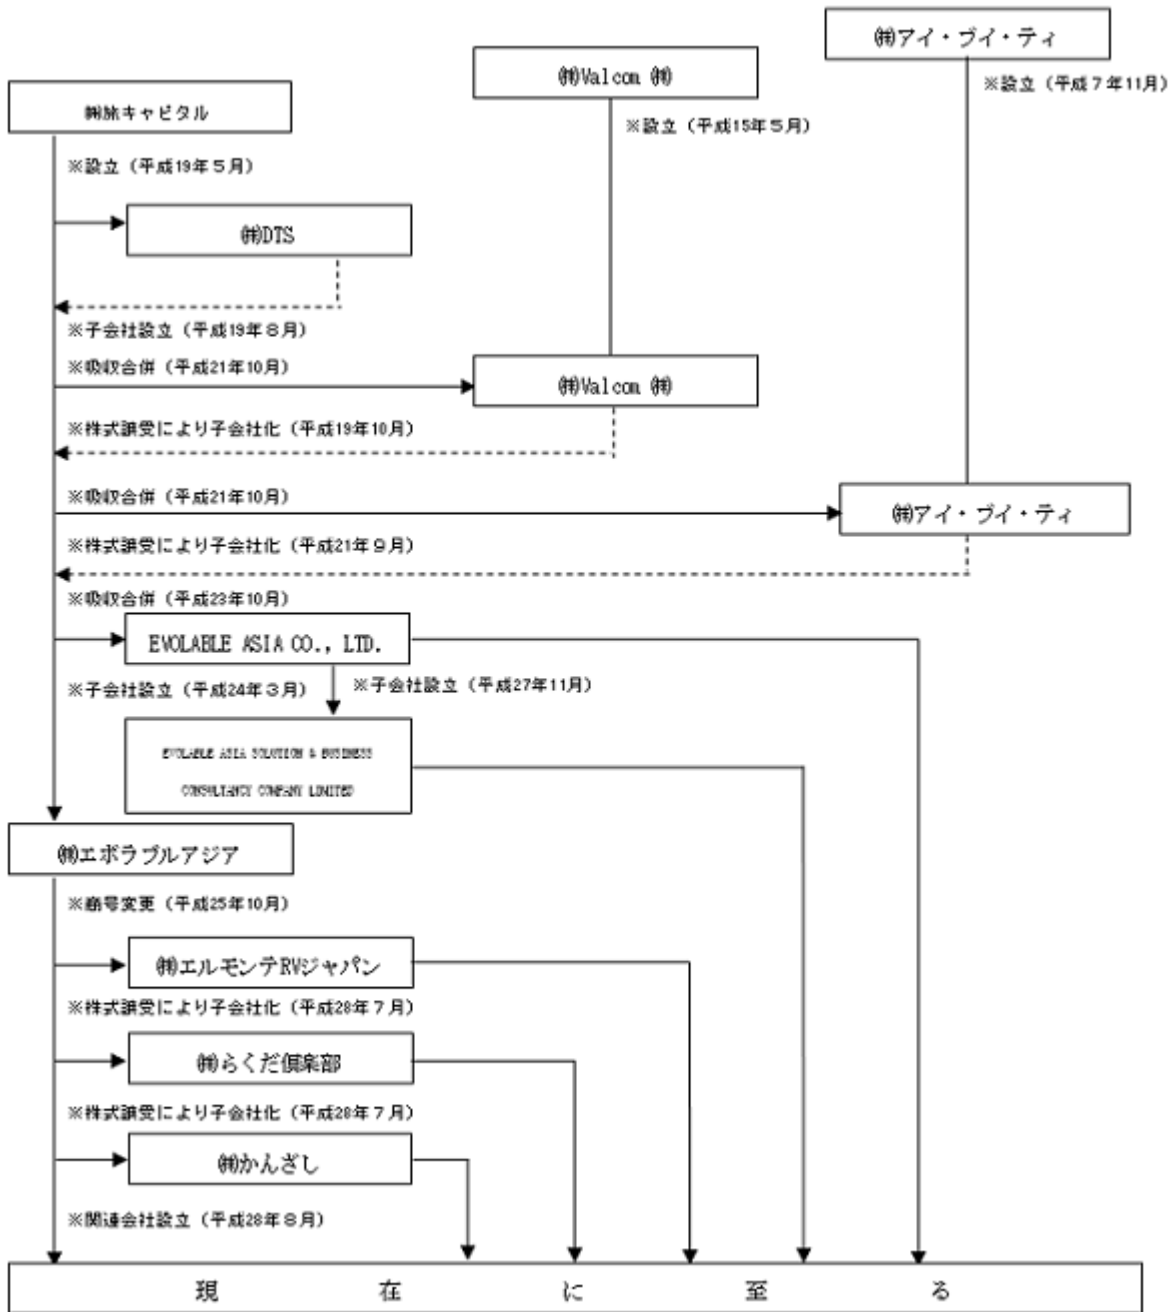 ㈱アイ・ブイ・ティ
※設立（平成７年11月）
㈱Valcom ㈱
※設立（平成15年５月）
㈱旅キャピタル
※設立（平成19年５月）
㈱DTS
※子会社設立（平成19年８月）
※吸収合併（平成21年10月）
㈱Valcom ㈱
※株式譲受により子会社化（平成19年10月）
※吸収合併（平成21年10月）
㈱アイ・ブイ・ティ
※株式譲受により子会社化（平成21年９月）
※吸収合併（平成23年10月）
EVOLABLE ASIA CO., LTD.
※子会社設立（平成24年３月）
※子会社設立（平成27年11月）
EVOLABLE ASIA SOLUTION & BUSINESS
CONSULTANCY COMPANY LIMITED
㈱エボラブルアジア
※商号変更（平成25年10月）
㈱エルモンテRVジャパン
※株式譲受により子会社化（平成28年７月）
㈱らくだ倶楽部
※株式譲受により子会社化（平成28年７月）
㈱かんざし
※関連会社設立（平成28年８月）
現在に至る